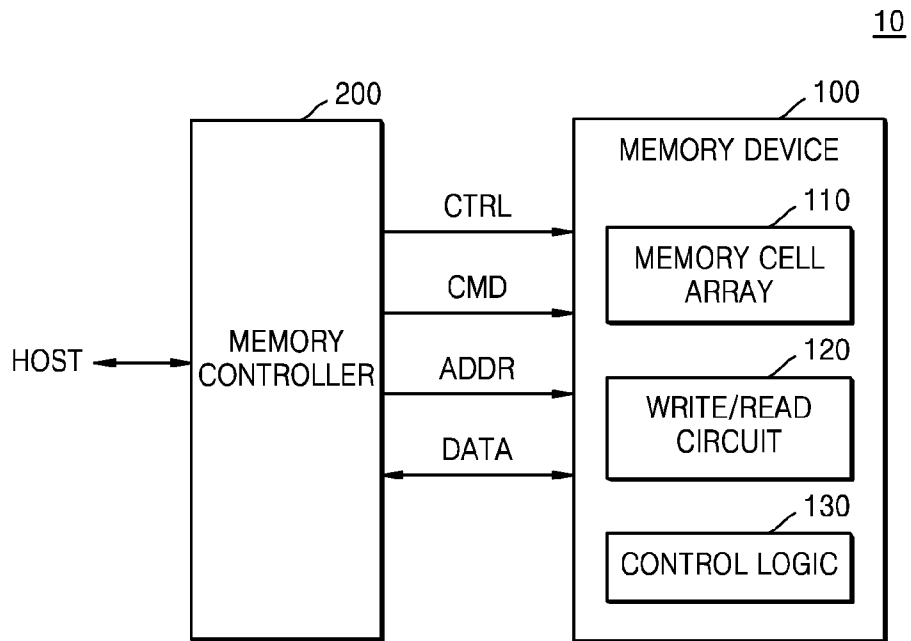 10
200
100
MEMORY DEVICE
CTRL
110
MEMORY CELL
ARRAY
CMD
HOST
MEMORY
CONTROLLER
ADDR
120
WRITE/READ
CIRCUIT
DATA
130
CONTROL LOGIC